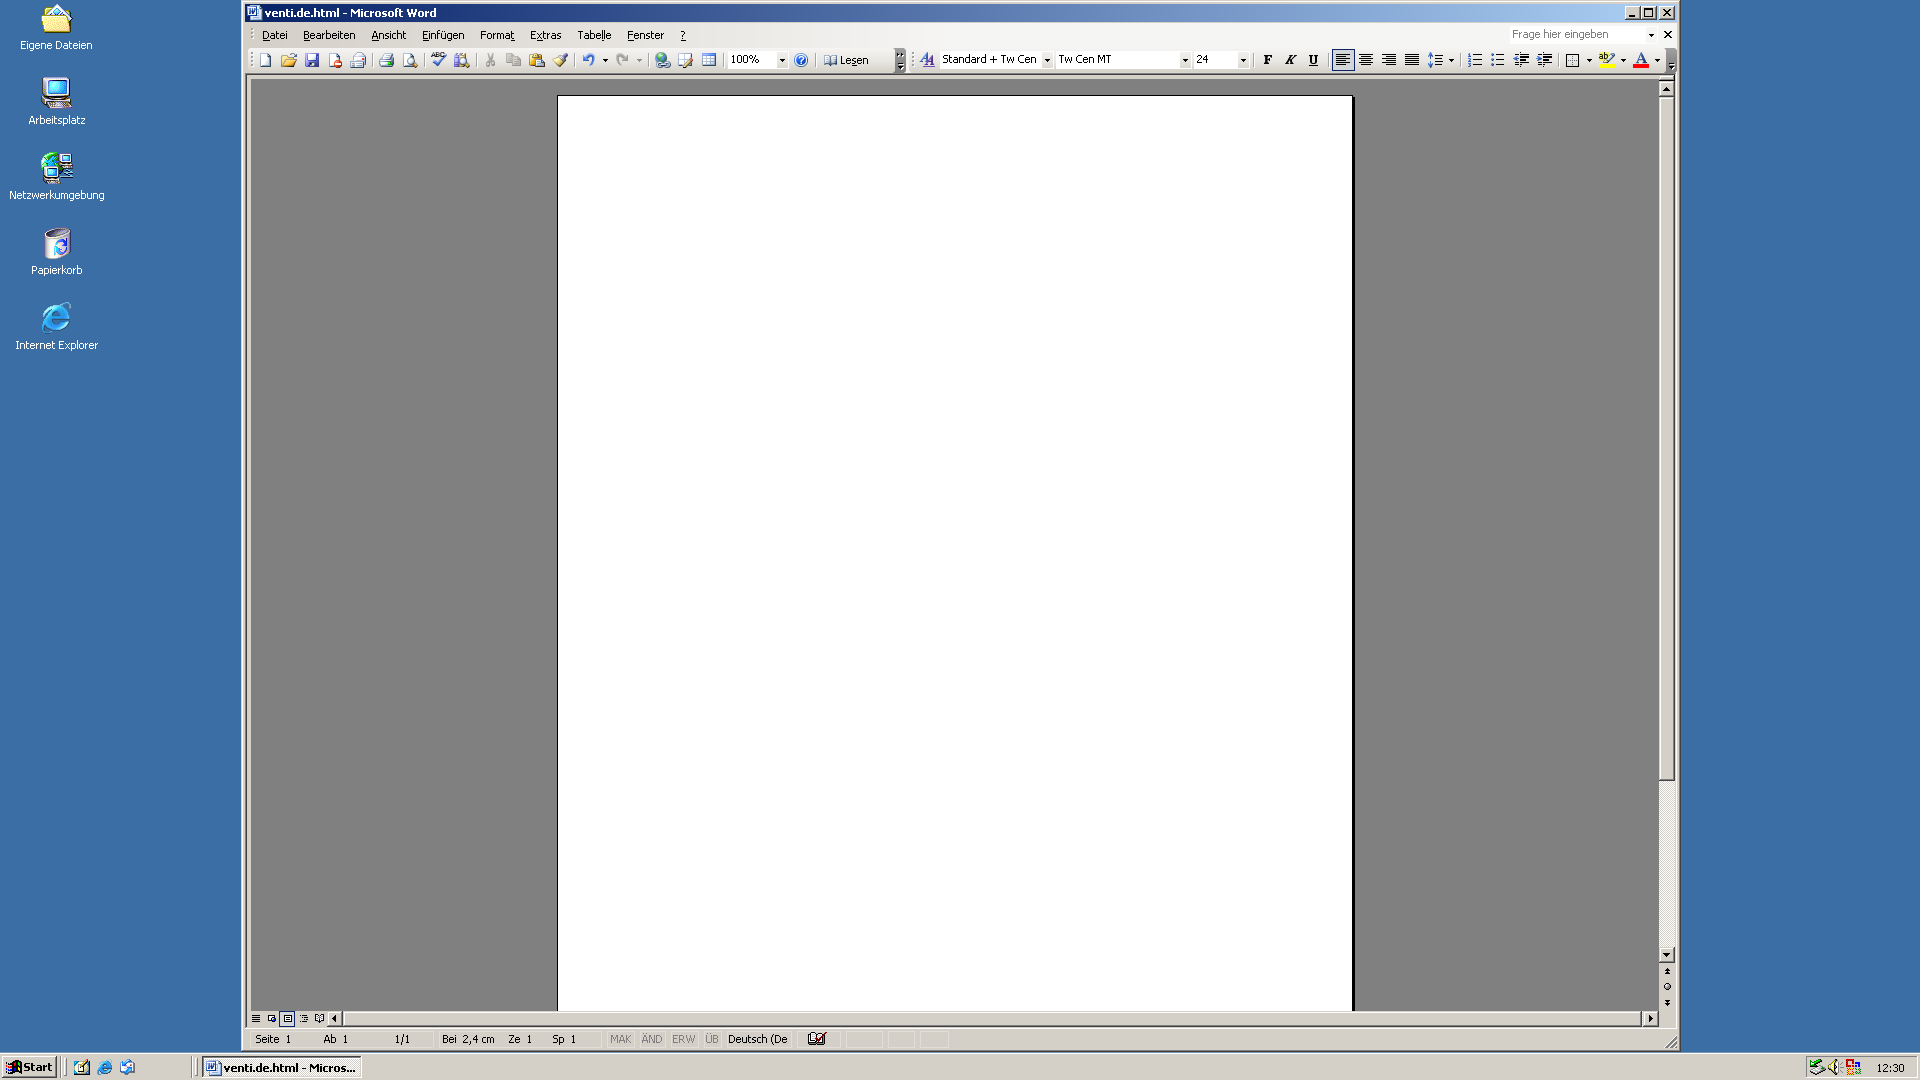 Eigene Dateien
Arbeitsplatz
Netzwerkumgebung
Papierkorb
Internet Explorer
venti.de.html - Microsoft Word
Datei Bearbeiten Ansicht Einfügen Format Extras Tabelle Fenster ? Frage hier eingeben
100% Lesen Standard + Tw Cen Tw Cen MT 24 F K U
Seite 1 Ab 1 1/1 Bei 2,4 cm Ze 1 Sp 1 MAK ÄND ERW ÜB Deutsch (De
Start venti.de.html - Micros... 12:30